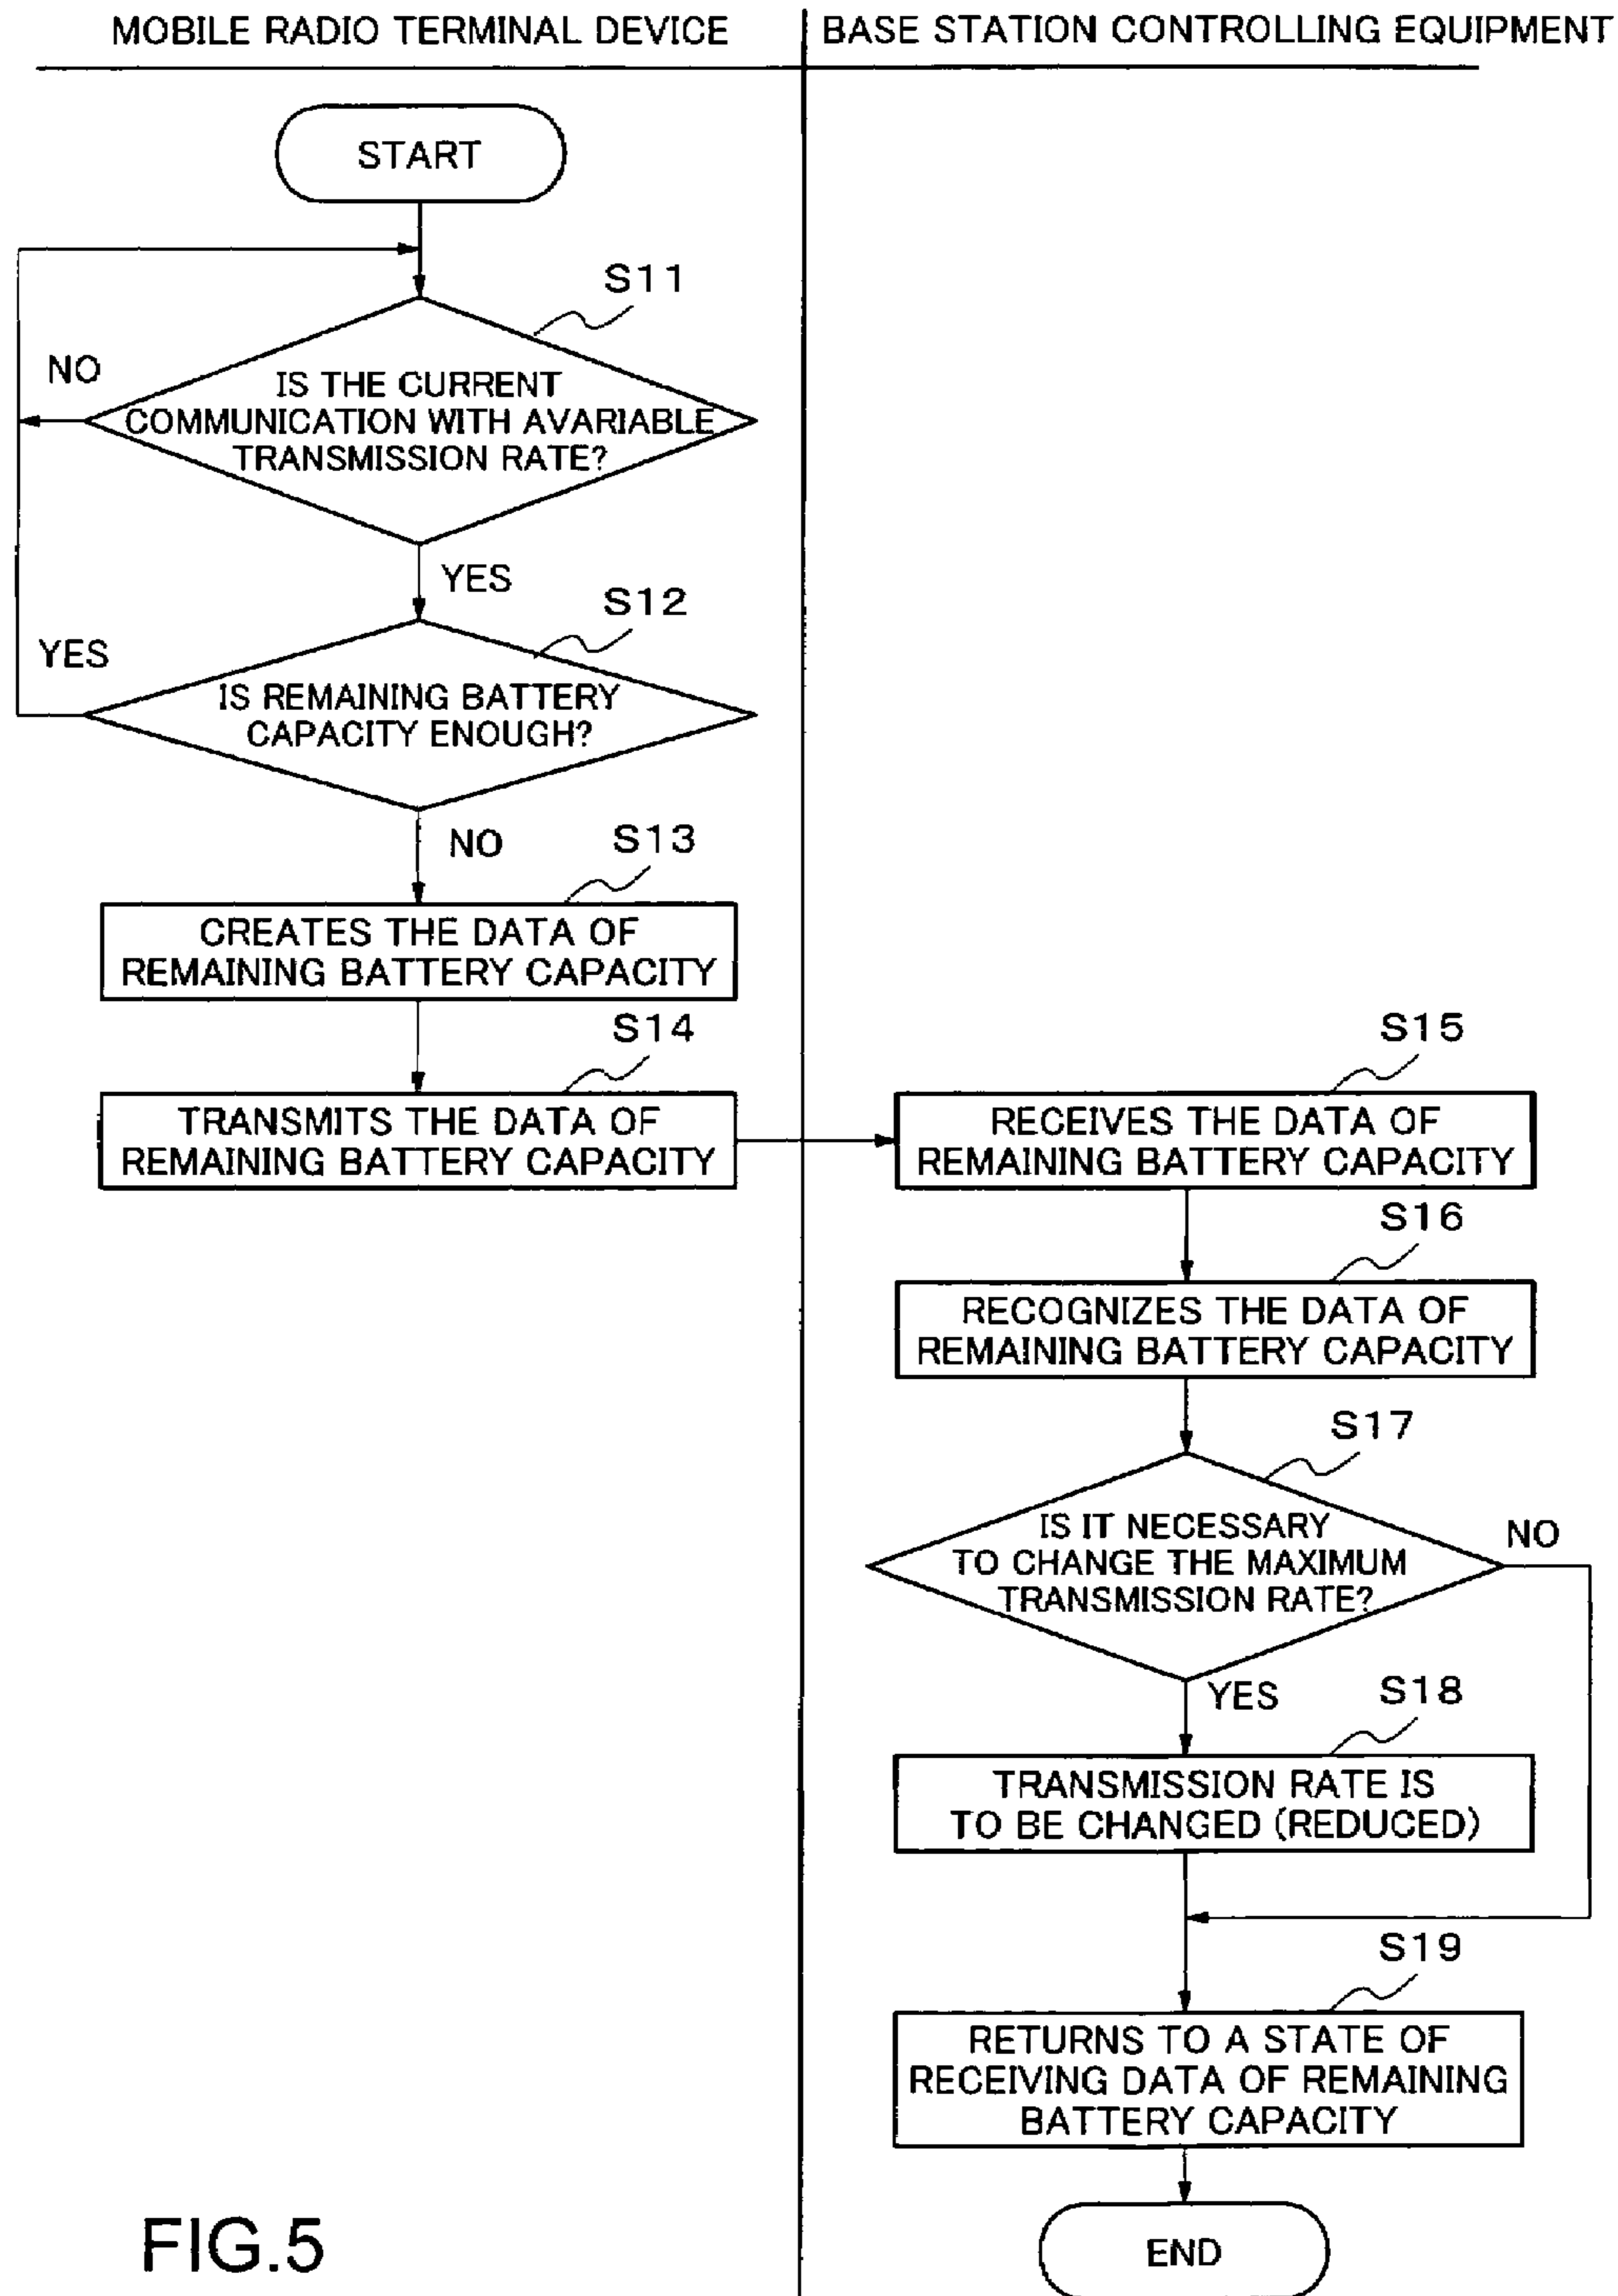 MOBILE RADIO TERMINAL DEVICE
BASE STATION CONTROLLING EQUIPMENT
START
S11
NO
IS THE CURRENT
COMMUNICATION WITH AVARIABLE
TRANSMISSION RATE?
YES
S12
YES
IS REMAINING BATTERY
CAPACITY ENOUGH?
NO
S13
CREATES THE DATA OF
REMAINING BATTERY CAPACITY
S14
TRANSMITS THE DATA OF
REMAINING BATTERY CAPACITY
S15
RECEIVES THE DATA OF
REMAINING BATTERY CAPACITY
S16
RECOGNIZES THE DATA OF
REMAINING BATTERY CAPACITY
S17
IS IT NECESSARY
TO CHANGE THE MAXIMUM
TRANSMISSION RATE?
NO
YES
S18
TRANSMISSION RATE IS
TO BE CHANGED (REDUCED)
S19
RETURNS TO A STATE OF
RECEIVING DATA OF REMAINING
BATTERY CAPACITY
END
FIG.5